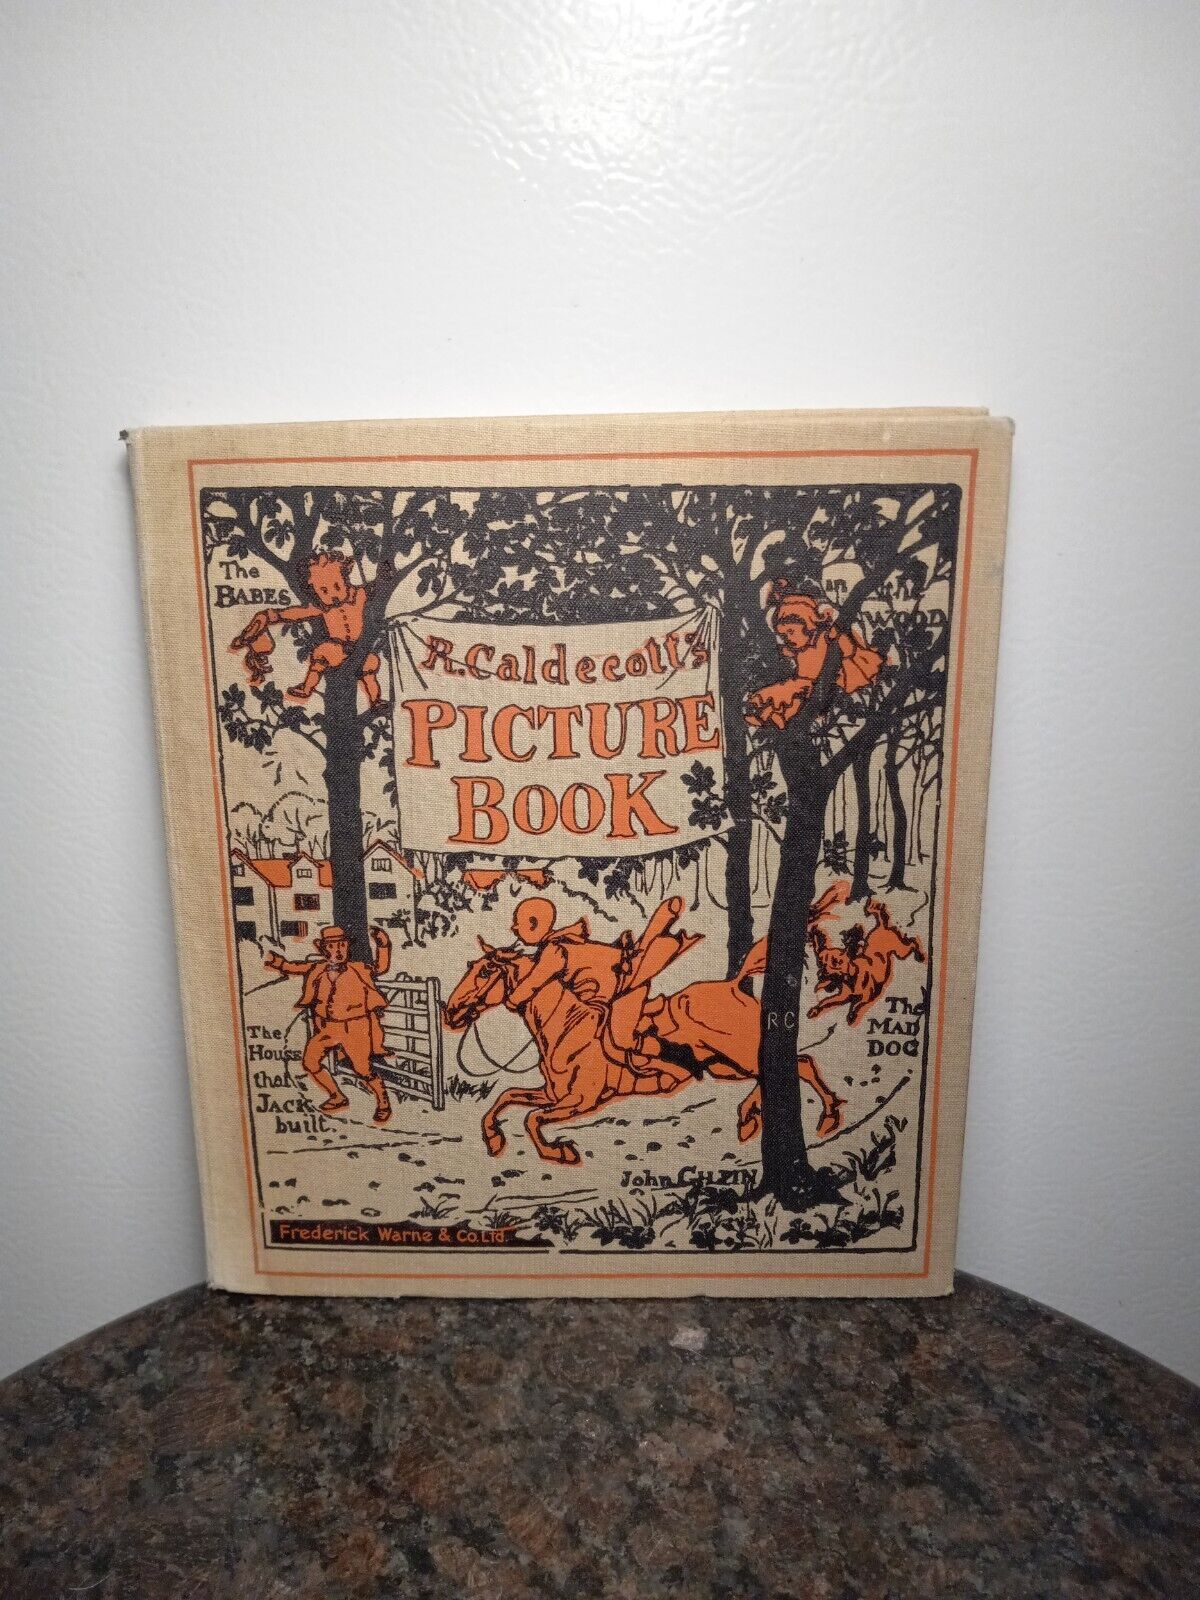 The
BABES
in the
WOOD
R. Caldecott's
PICTURE
BOOK
The
House
that
JACK
built.
R C
The
MAD
DOG
John GILPIN
Frederick Warne & Co. Ltd.